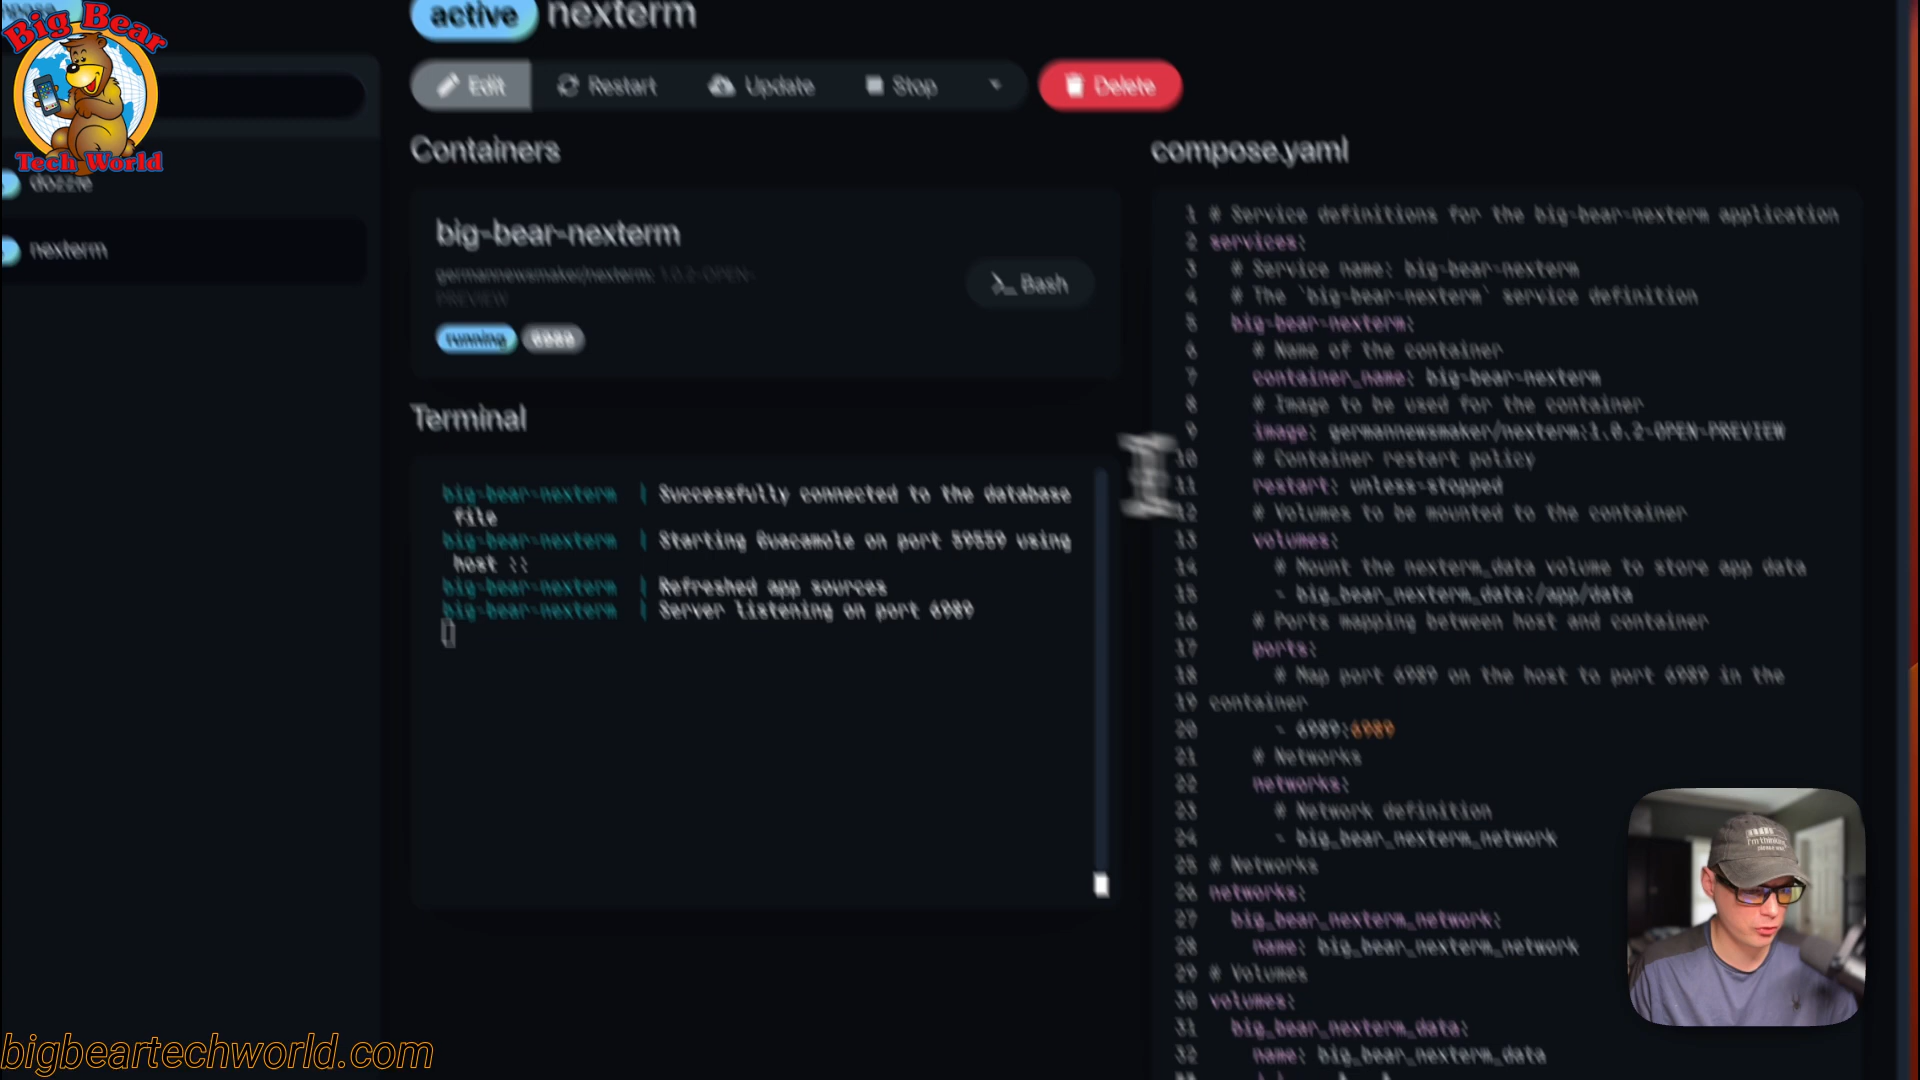 Big Bear
Tech World
active nexterm
Edit
Restart
Update
Stop
Delete
dozzle
nexterm
Containers
big-bear-nexterm
germannewsmaker/nexterm: 1.0.2-OPEN-
PREVIEW
Bash
running
6989
Terminal
big-bear-nexterm | Successfully connected to the database
file
big-bear-nexterm | Starting Guacamole on port 59559 using
host ::
big-bear-nexterm | Refreshed app sources
big-bear-nexterm | Server listening on port 6989
compose.yaml
1 # Service definitions for the big-bear-nexterm application
2 services:
3 # Service name: big-bear-nexterm
4 # The `big-bear-nexterm` service definition
5 big-bear-nexterm:
6 # Name of the container
7 container_name: big-bear-nexterm
8 # Image to be used for the container
9 image: germannewsmaker/nexterm:1.0.2-OPEN-PREVIEW
10 # Container restart policy
11 restart: unless-stopped
12 # Volumes to be mounted to the container
13 volumes:
14 # Mount the nexterm_data volume to store app data
15 - big_bear_nexterm_data:/app/data
16 # Ports mapping between host and container
17 ports:
18 # Map port 6989 on the host to port 6989 in the
19 container
20 - 6989:6989
21 # Networks
22 networks:
23 # Network definition
24 - big_bear_nexterm_network
25 # Networks
26 networks:
27 big_bear_nexterm_network:
28 name: big_bear_nexterm_network
29 # Volumes
30 volumes:
31 big_bear_nexterm_data:
32 name: big_bear_nexterm_data
bigbeartechworld.com